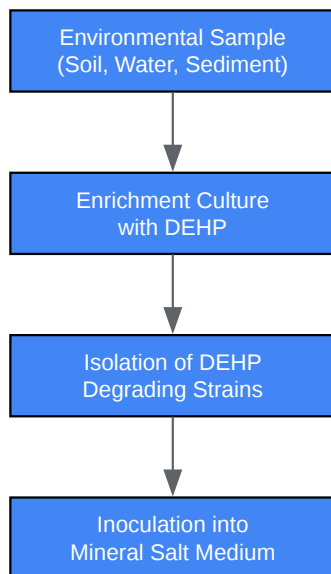 Environmental Sample
(Soil, Water, Sediment)
Enrichment Culture
with DEHP
Isolation of DEHP
Degrading Strains
Inoculation into
Mineral Salt Medium